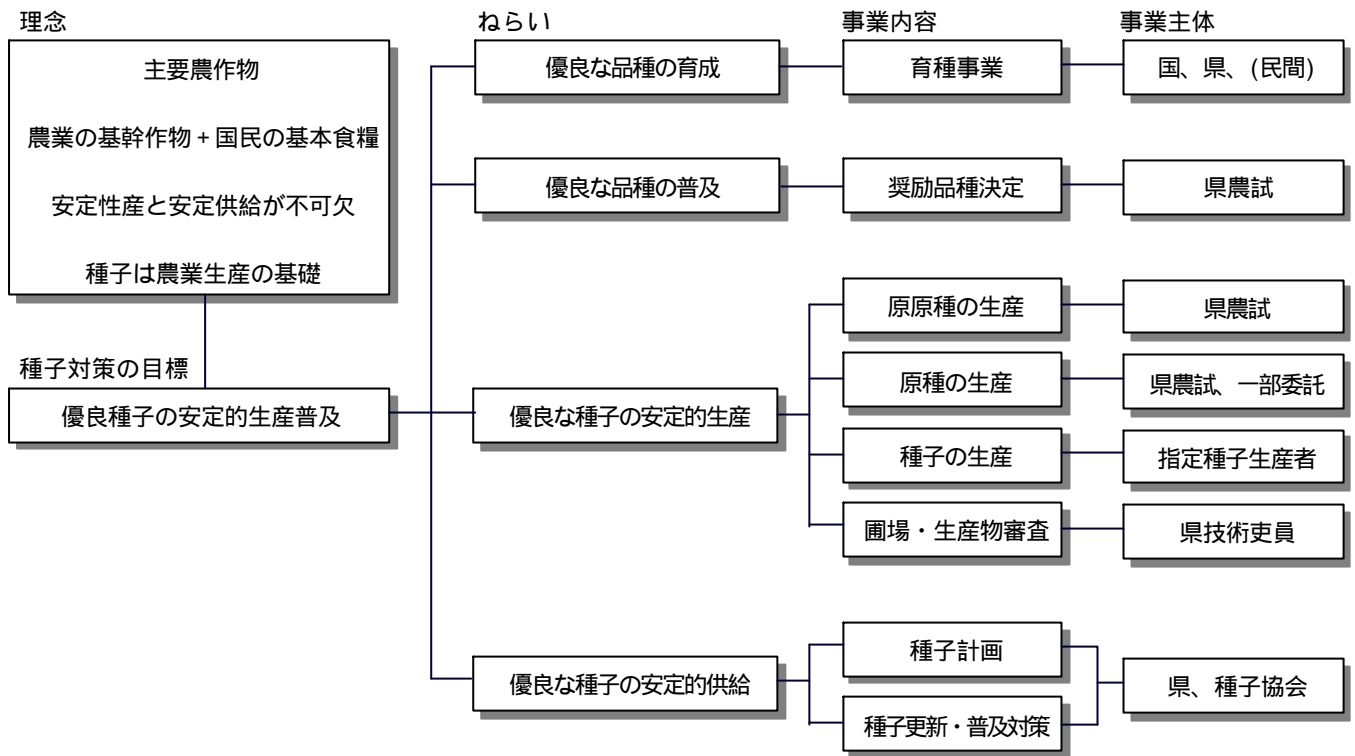 理念
ねらい
事業内容
事業主体
主要農作物
農業の基幹作物+国民の基本食糧
安定性産と安定供給が不可欠
種子は農業生産の基礎
種子対策の目標
優良種子の安定的生産普及
優良な品種の育成
育種事業
国、県、(民間)
優良な品種の普及
奨励品種決定
県農試
優良な種子の安定的生産
原原種の生産
県農試
原種の生産
県農試、一部委託
種子の生産
指定種子生産者
圃場・生産物審査
県技術吏員
優良な種子の安定的供給
種子計画
種子更新・普及対策
県、種子協会